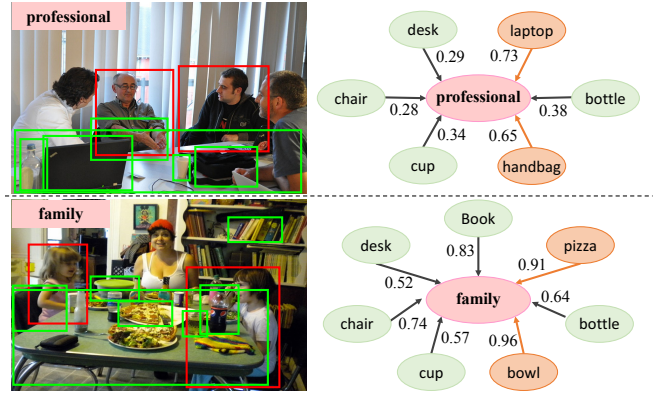 professional
desk
laptop
0.29
0.73
chair
professional
bottle
0.28
0.38
0.34
0.65
cup
handbag
family
Book
desk
pizza
0.83
0.91
0.52
family
0.64
chair
0.74
bottle
0.57
0.96
cup
bowl